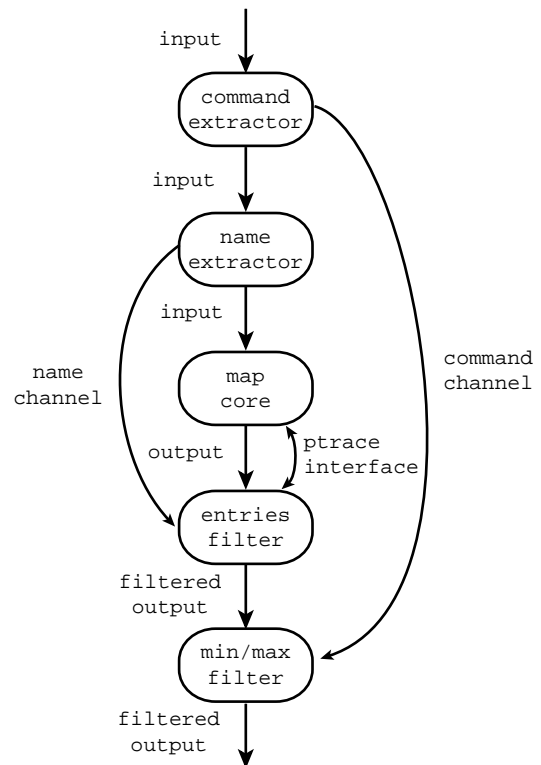 input
command
extractor
input
name
extractor
input
name
channel
map
core
command
channel
output
ptrace
interface
entries
filter
filtered
output
min/max
filter
filtered
output